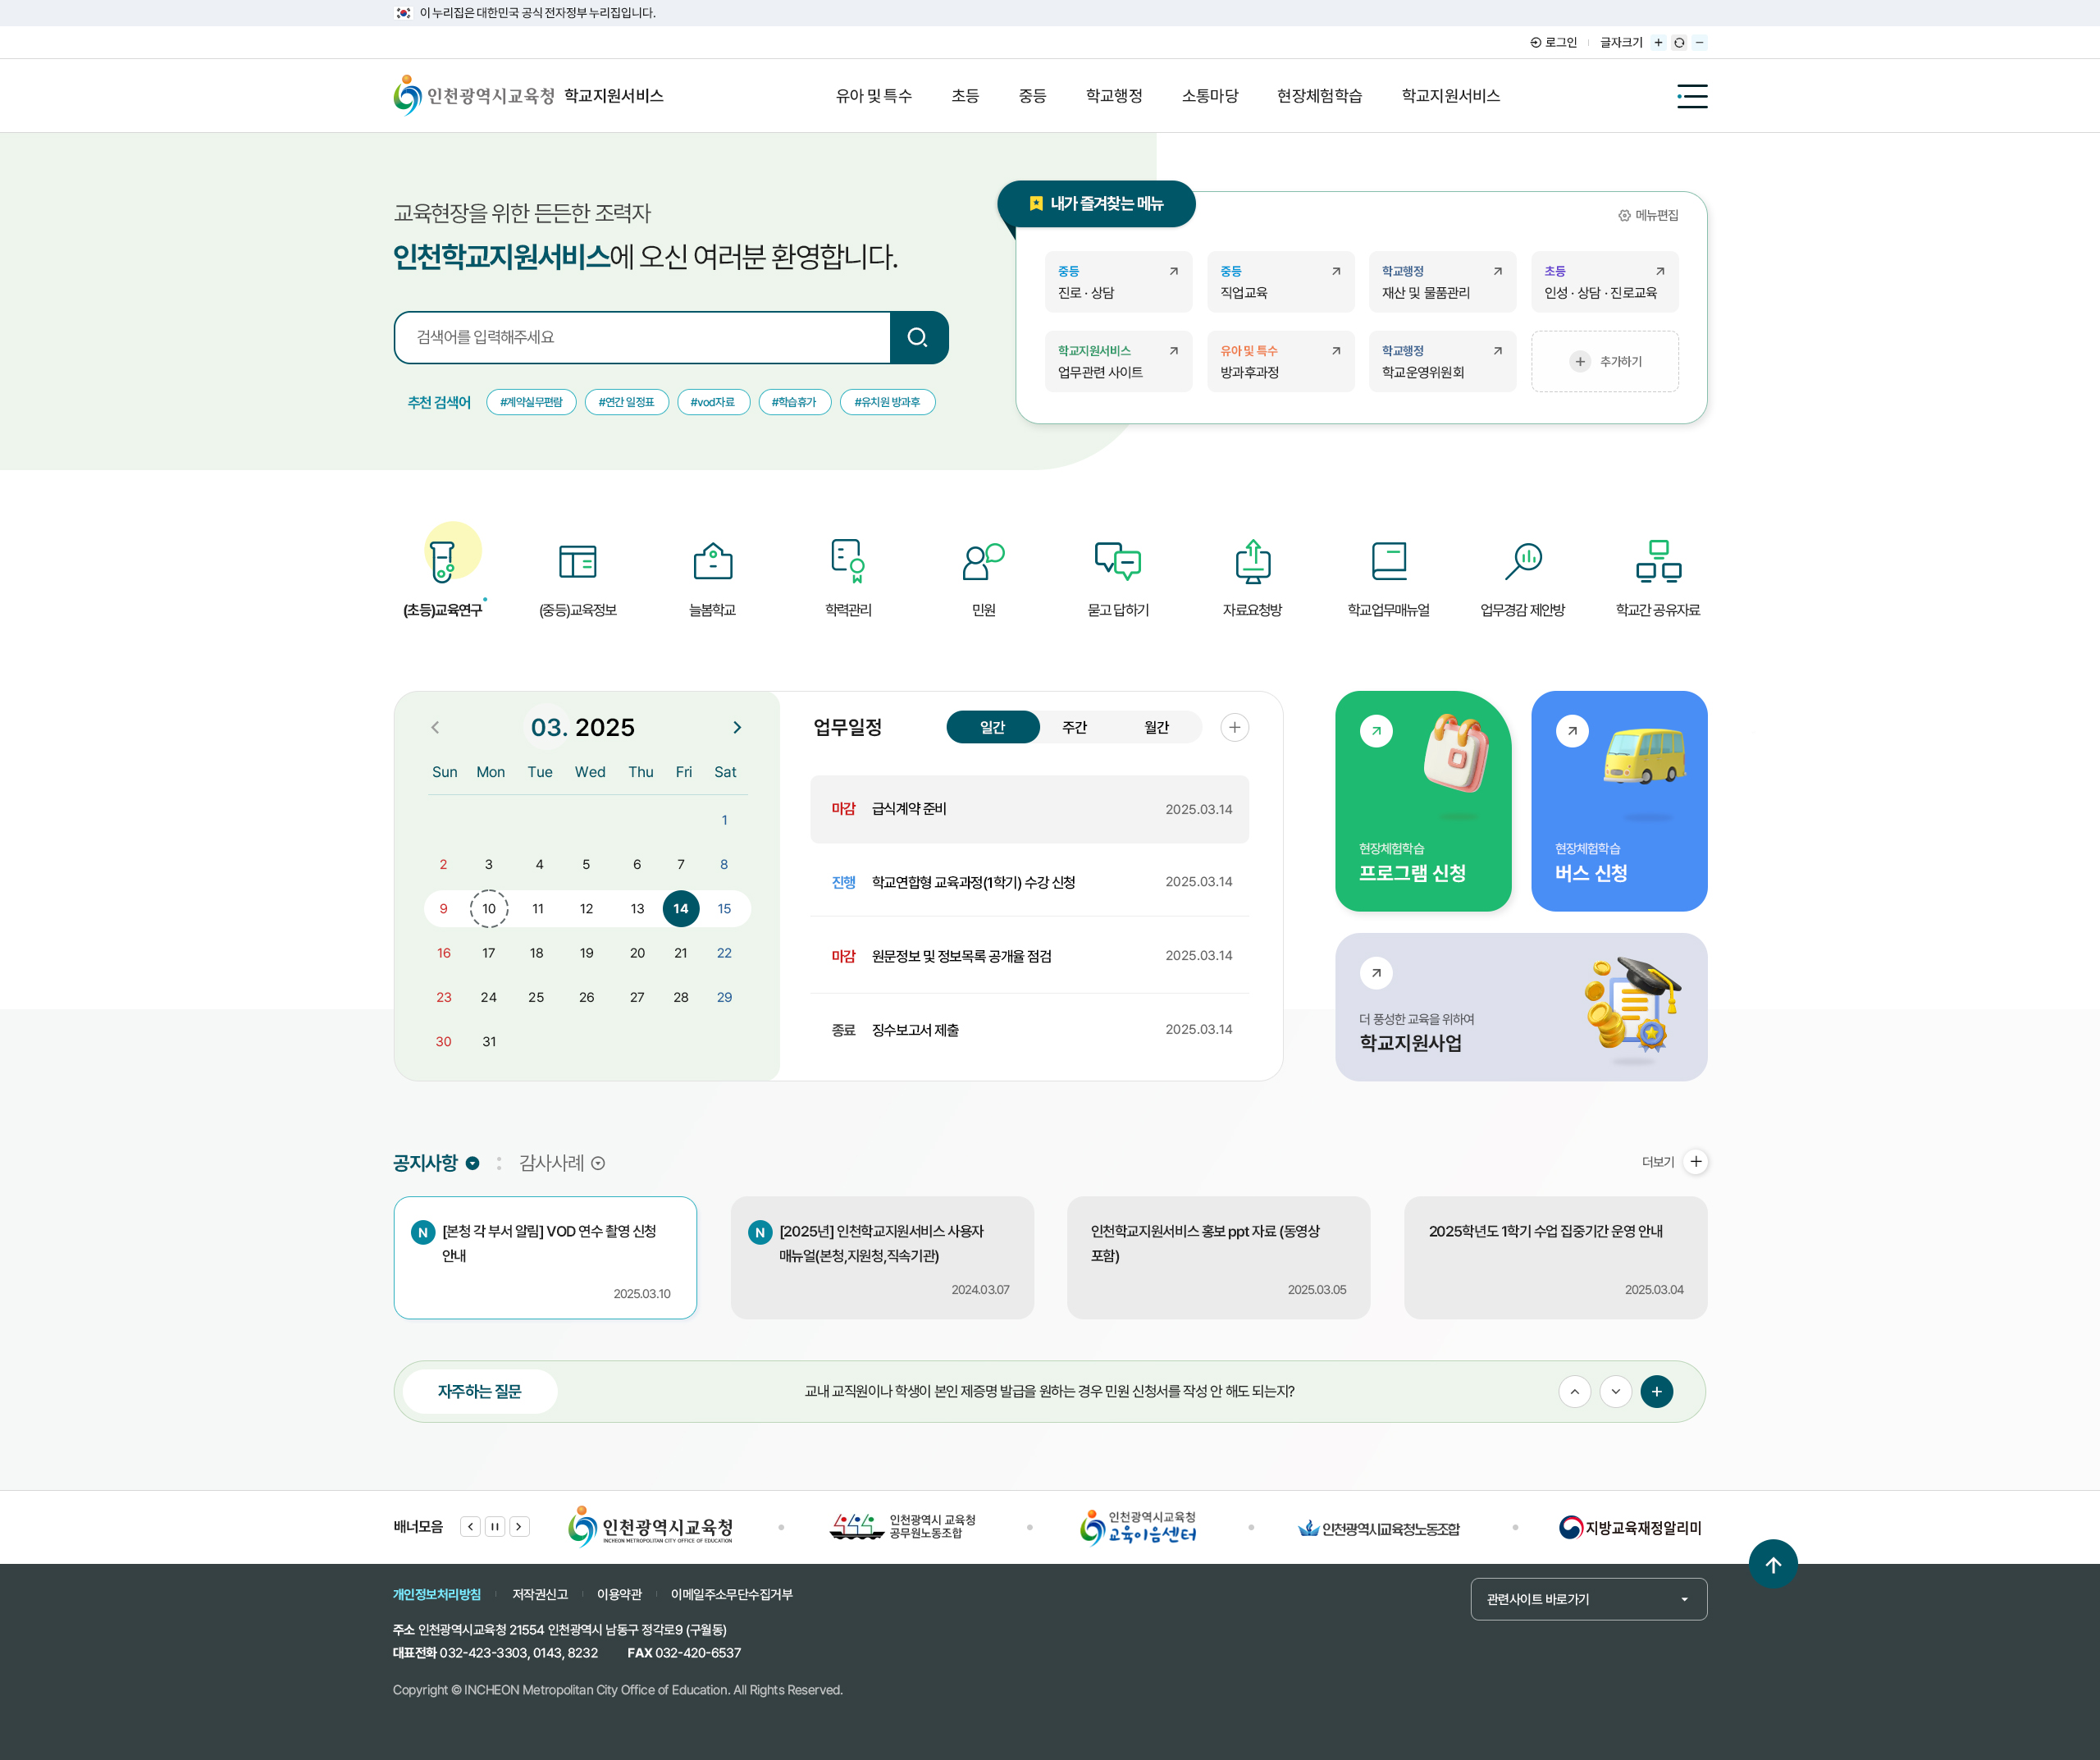 이 누리집은 대한민국 공식 전자정부 누리집입니다.
로그인
글자크기
인천광역시교육청 학교지원서비스
유아 및 특수
초등
중등
학교행정
소통마당
현장체험학습
학교지원서비스
교육현장을 위한 든든한 조력자
인천학교지원서비스에 오신 여러분 환영합니다.
검색어를 입력해주세요
추천 검색어
#계약실무편람
#연간 일정표
#vod자료
#학습휴가
#유치원 방과후
내가 즐겨찾는 메뉴
메뉴편집
중등
진로 · 상담
중등
직업교육
학교행정
재산 및 물품관리
초등
인성 · 상담 · 진로교육
학교지원서비스
업무관련 사이트
유아 및 특수
방과후과정
학교행정
학교운영위원회
추가하기
(초등)교육연구
(중등)교육정보
늘봄학교
학력관리
민원
묻고 답하기
자료요청방
학교업무매뉴얼
업무경감 제안방
학교간 공유자료
03. 2025
Sun Mon Tue Wed Thu Fri Sat
1
2 3 4 5 6 7 8
9 10 11 12 13 14 15
16 17 18 19 20 21 22
23 24 25 26 27 28 29
30 31
업무일정
일간
주간
월간
마감 급식계약 준비 2025.03.14
진행 학교연합형 교육과정(1학기) 수강 신청 2025.03.14
마감 원문정보 및 정보목록 공개율 점검 2025.03.14
종료 징수보고서 제출 2025.03.14
현장체험학습
프로그램 신청
현장체험학습
버스 신청
더 풍성한 교육을 위하여
학교지원사업
공지사항
감사사례
더보기
N [본청 각 부서 알림] VOD 연수 촬영 신청
안내
2025.03.10
N [2025년] 인천학교지원서비스 사용자
매뉴얼(본청,지원청,직속기관)
2024.03.07
인천학교지원서비스 홍보 ppt 자료 (동영상
포함)
2025.03.05
2025학년도 1학기 수업 집중기간 운영 안내
2025.03.04
자주하는 질문
교내 교직원이나 학생이 본인 제증명 발급을 원하는 경우 민원 신청서를 작성 안 해도 되는지?
배너모음
인천광역시교육청
INCHEON METROPOLITAN CITY OFFICE OF EDUCATION
인천광역시 교육청
공무원노동조합
인천광역시교육청
교육이음센터
인천광역시교육청노동조합
지방교육재정알리미
개인정보처리방침
저작권신고
이용약관
이메일주소무단수집거부
관련사이트 바로가기
주소 인천광역시교육청 21554 인천광역시 남동구 정각로9 (구월동)
대표전화 032-423-3303, 0143, 8232 FAX 032-420-6537
Copyright © INCHEON Metropolitan City Office of Education. All Rights Reserved.